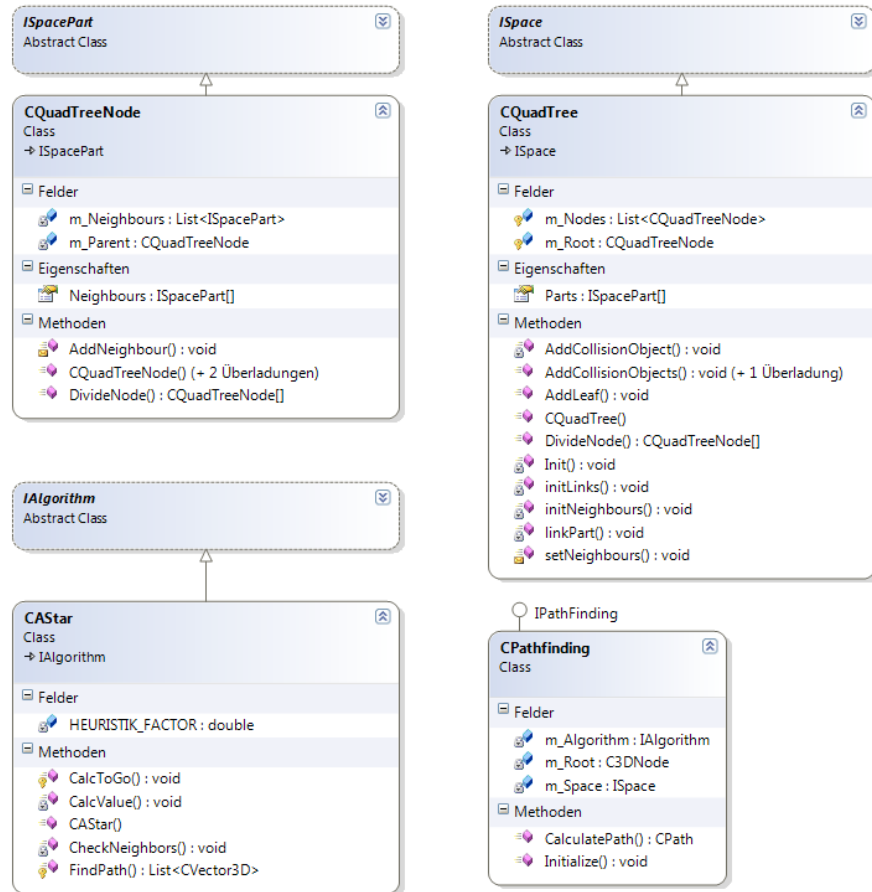 ISpacePart
Abstract Class
CQuadTreeNode
Class
→ ISpacePart
Felder
m_Neighbours : List<ISpacePart>
m_Parent : CQuadTreeNode
Eigenschaften
Neighbours : ISpacePart[]
Methoden
AddNeighbour() : void
CQuadTreeNode() (+ 2 Überladungen)
DivideNode() : CQuadTreeNode[]
ISpace
Abstract Class
CQuadTree
Class
→ ISpace
Felder
m_Nodes : List<CQuadTreeNode>
m_Root : CQuadTreeNode
Eigenschaften
Parts : ISpacePart[]
Methoden
AddCollisionObject() : void
AddCollisionObjects() : void (+ 1 Überladung)
AddLeaf() : void
CQuadTree()
DivideNode() : CQuadTreeNode[]
Init() : void
initLinks() : void
initNeighbours() : void
linkPart() : void
setNeighbours() : void
IAlgorithm
Abstract Class
CAStar
Class
→ IAlgorithm
Felder
HEURISTIK_FACTOR : double
Methoden
CalcToGo() : void
CalcValue() : void
CAStar()
CheckNeighbors() : void
FindPath() : List<CVector3D>
IPathFinding
CPathfinding
Class
Felder
m_Algorithm : IAlgorithm
m_Root : C3DNode
m_Space : ISpace
Methoden
CalculatePath() : CPath
Initialize() : void